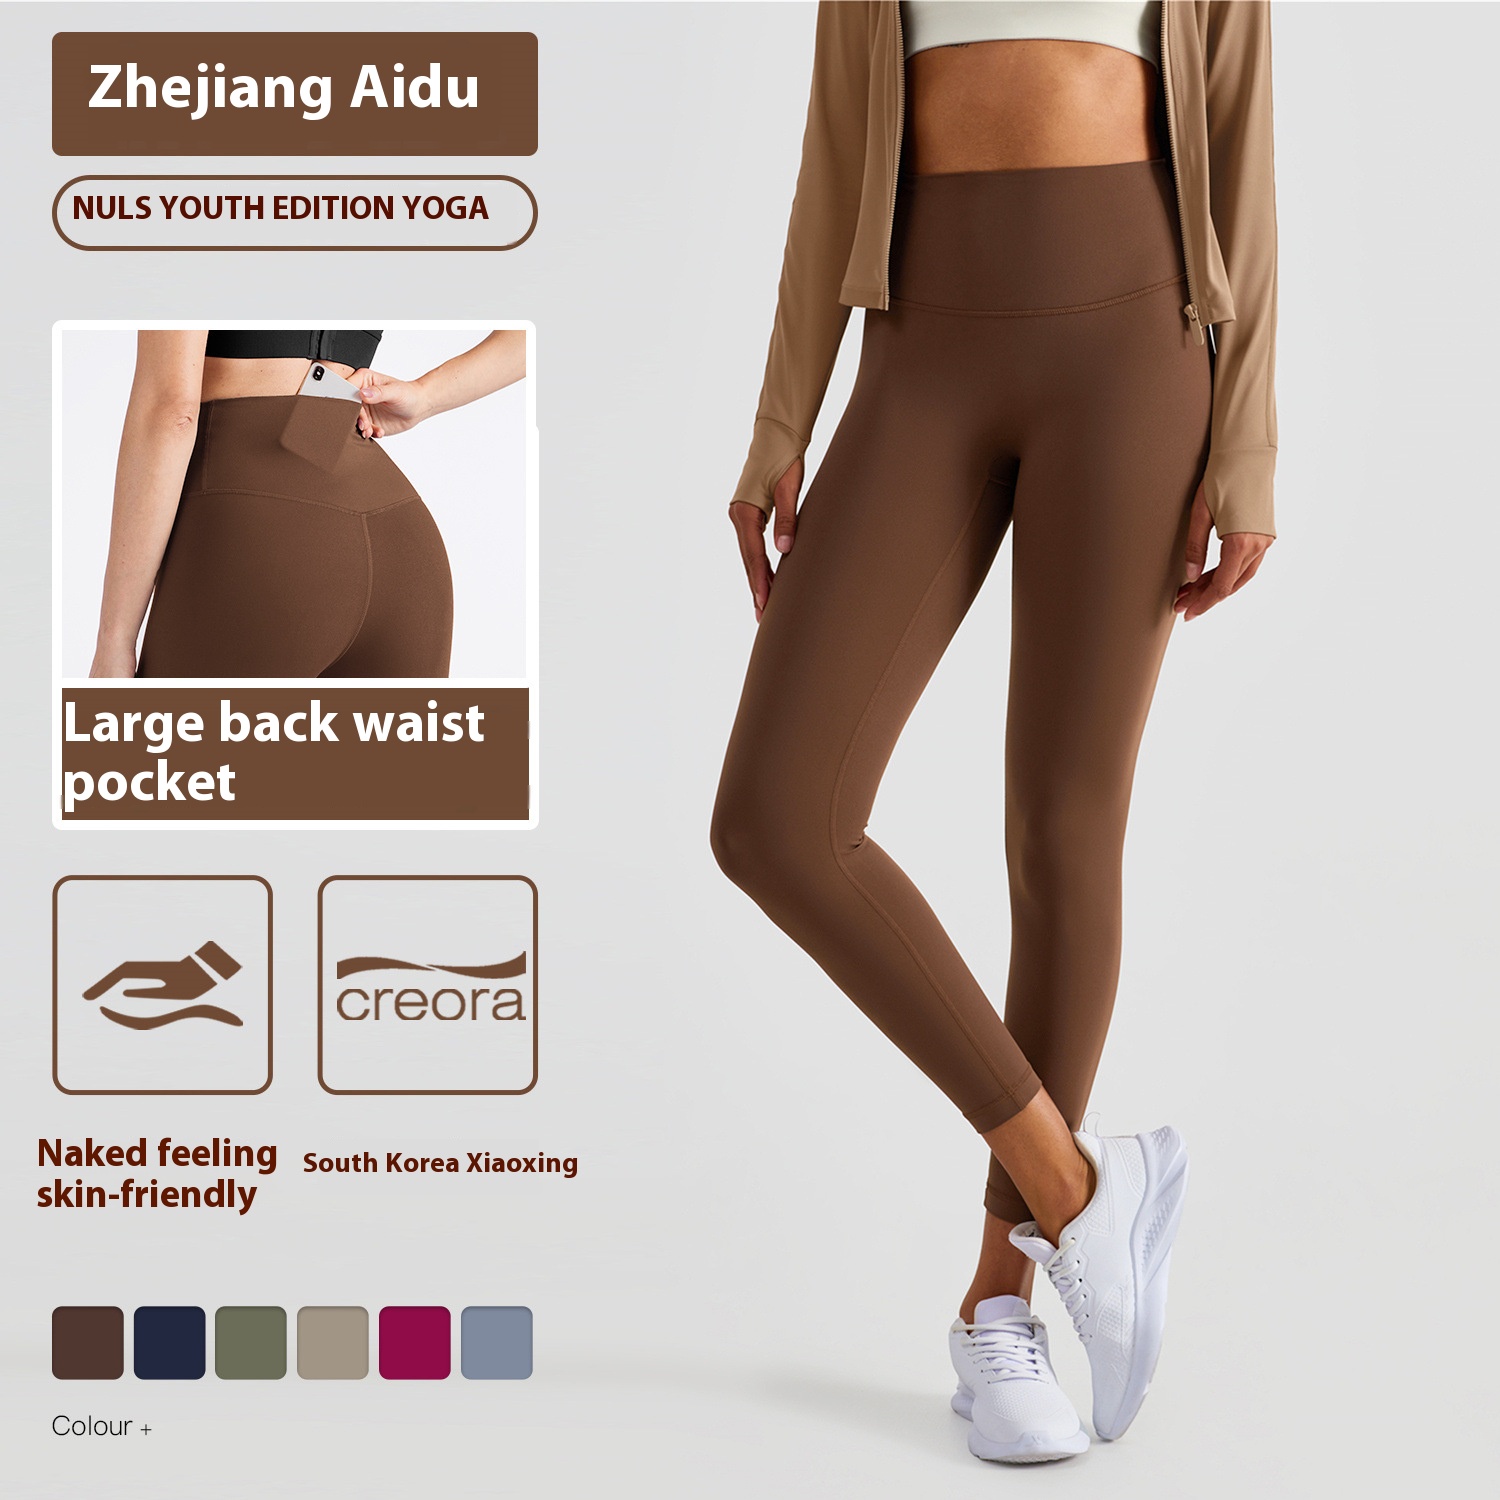 Zhejiang Aidu
NULS YOUTH EDITION YOGA
Large back waist
pocket
creora
Naked feeling
skin-friendly
South Korea Xiaoxing
Colour +